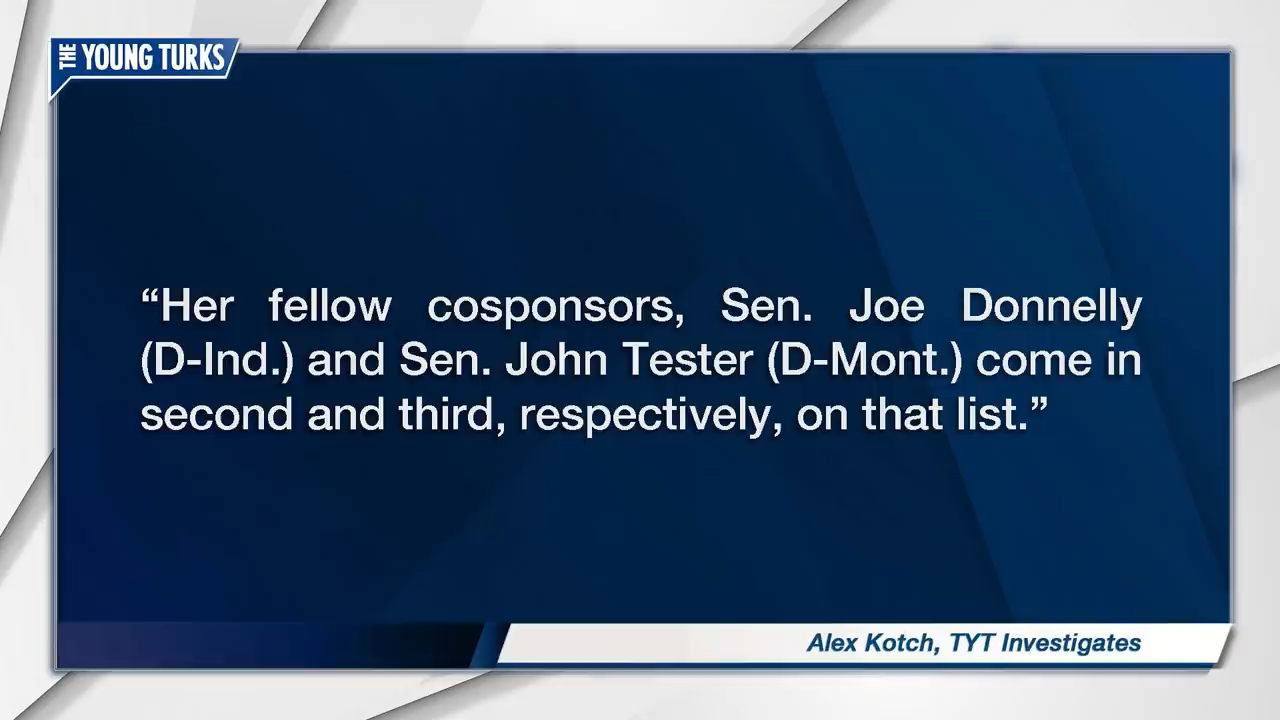 THE YOUNG TURKS
“Her fellow cosponsors, Sen. Joe Donnelly
(D-Ind.) and Sen. John Tester (D-Mont.) come in
second and third, respectively, on that list.”
Alex Kotch, TYT Investigates